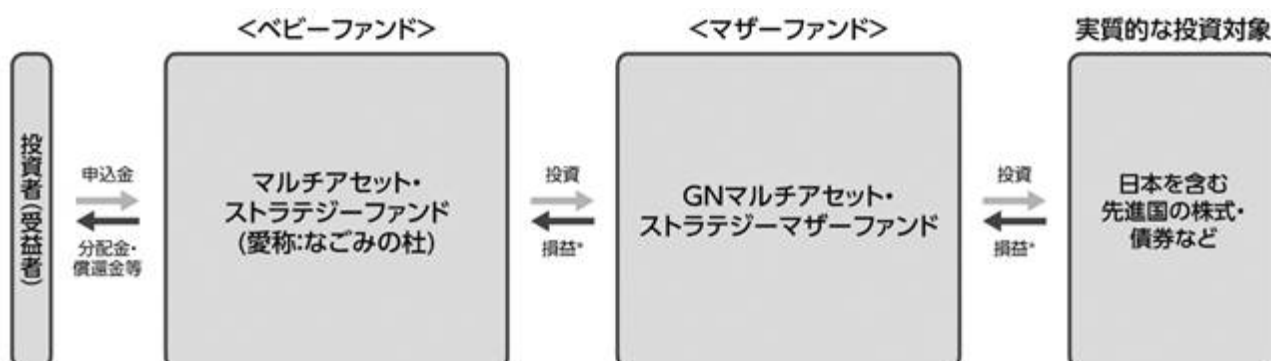 <ベビーファンド>
<マザーファンド>
実質的な投資対象
投資者(受益者)
申込金
分配金・
償還金等
マルチアセット・
ストラテジーファンド
(愛称:なごみの杜)
投資
損益*
GNマルチアセット・
ストラテジーマザーファンド
投資
損益*
日本を含む
先進国の株式・
債券など